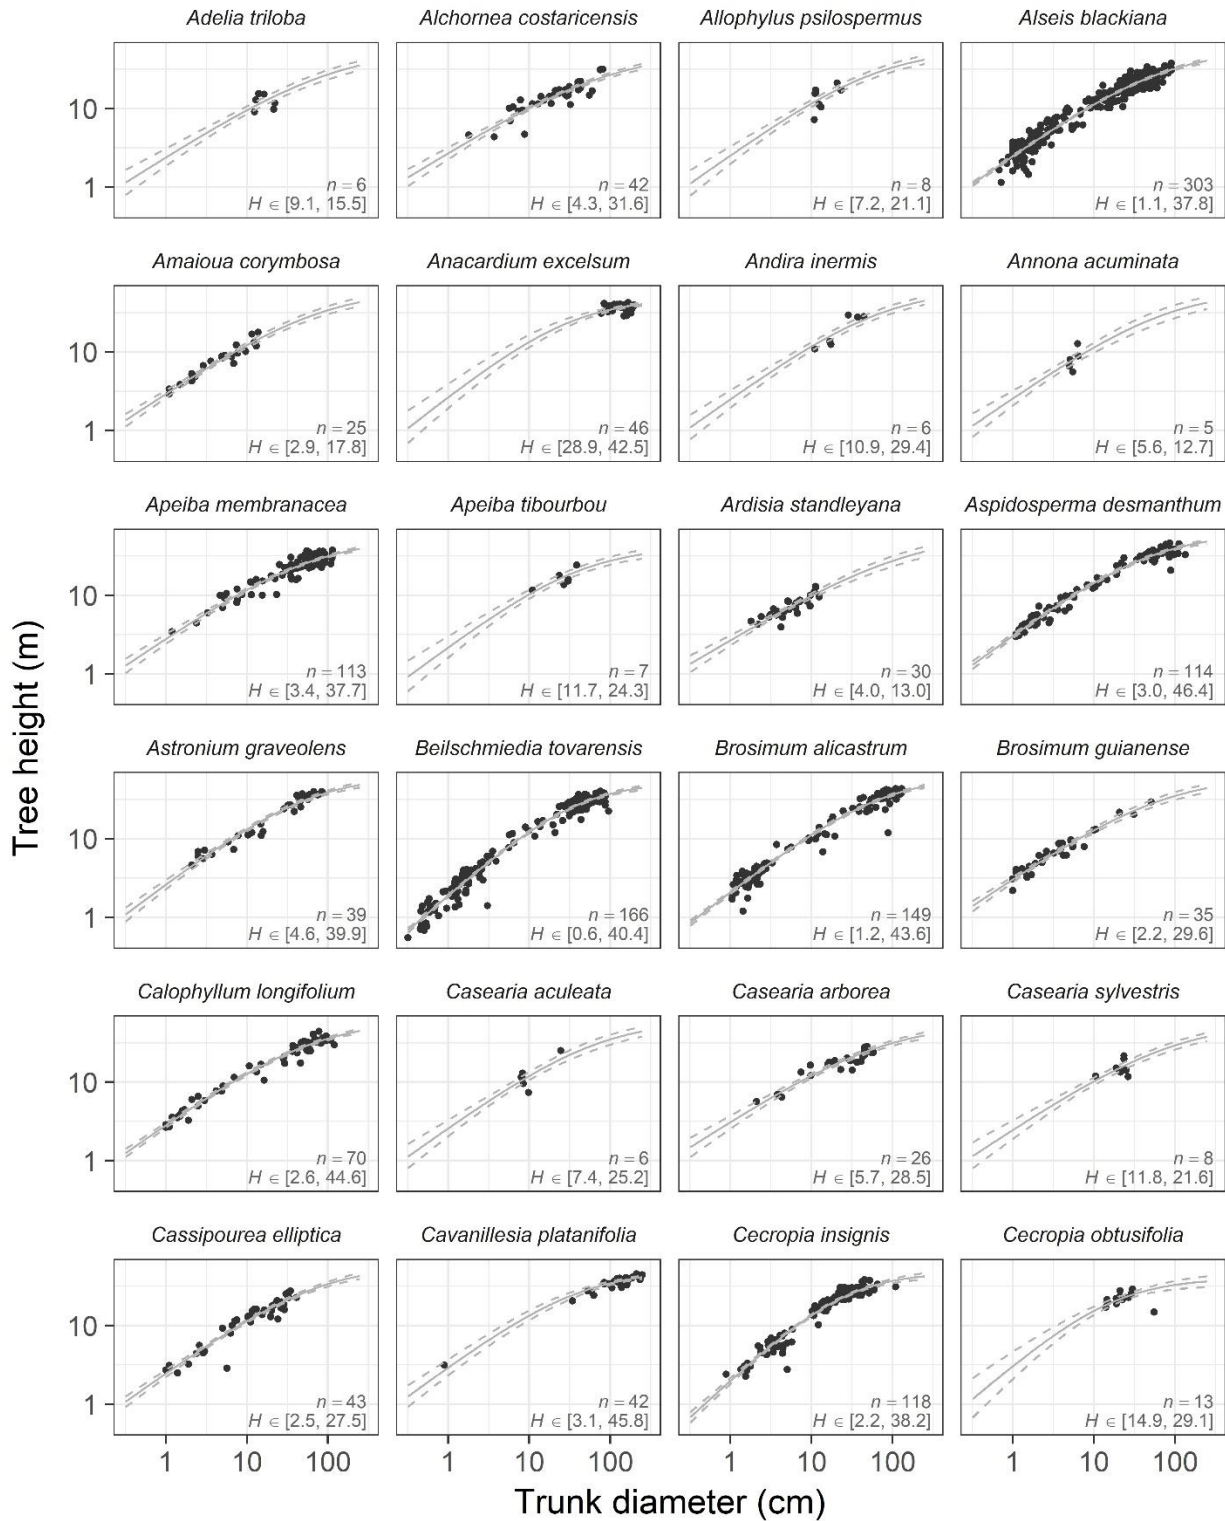 Adelia triloba
Alchornea costaricensis
Allophylus psilospermus
Alseis blackiana
10
1
n = 6
H ∈ [9.1, 15.5]
n = 42
H ∈ [4.3, 31.6]
n = 8
H ∈ [7.2, 21.1]
n = 303
H ∈ [1.1, 37.8]
Amaioua corymbosa
Anacardium excelsum
Andira inermis
Annona acuminata
10
1
n = 25
H ∈ [2.9, 17.8]
n = 46
H ∈ [28.9, 42.5]
n = 6
H ∈ [10.9, 29.4]
n = 5
H ∈ [5.6, 12.7]
Apeiba membranacea
Apeiba tibourbou
Ardisia standleyana
Aspidosperma desmanthum
10
1
n = 113
H ∈ [3.4, 37.7]
n = 7
H ∈ [11.7, 24.3]
n = 30
H ∈ [4.0, 13.0]
n = 114
H ∈ [3.0, 46.4]
Tree height (m)
Astronium graveolens
Beilschmiedia tovarensis
Brosimum alicastrum
Brosimum guianense
10
1
n = 39
H ∈ [4.6, 39.9]
n = 166
H ∈ [0.6, 40.4]
n = 149
H ∈ [1.2, 43.6]
n = 35
H ∈ [2.2, 29.6]
Calophyllum longifolium
Casearia aculeata
Casearia arborea
Casearia sylvestris
10
1
n = 70
H ∈ [2.6, 44.6]
n = 6
H ∈ [7.4, 25.2]
n = 26
H ∈ [5.7, 28.5]
n = 8
H ∈ [11.8, 21.6]
Cassipourea elliptica
Cavanillesia platanifolia
Cecropia insignis
Cecropia obtusifolia
10
1
n = 43
H ∈ [2.5, 27.5]
n = 42
H ∈ [3.1, 45.8]
n = 118
H ∈ [2.2, 38.2]
n = 13
H ∈ [14.9, 29.1]
1 10 100
1 10 100
1 10 100
1 10 100
Trunk diameter (cm)